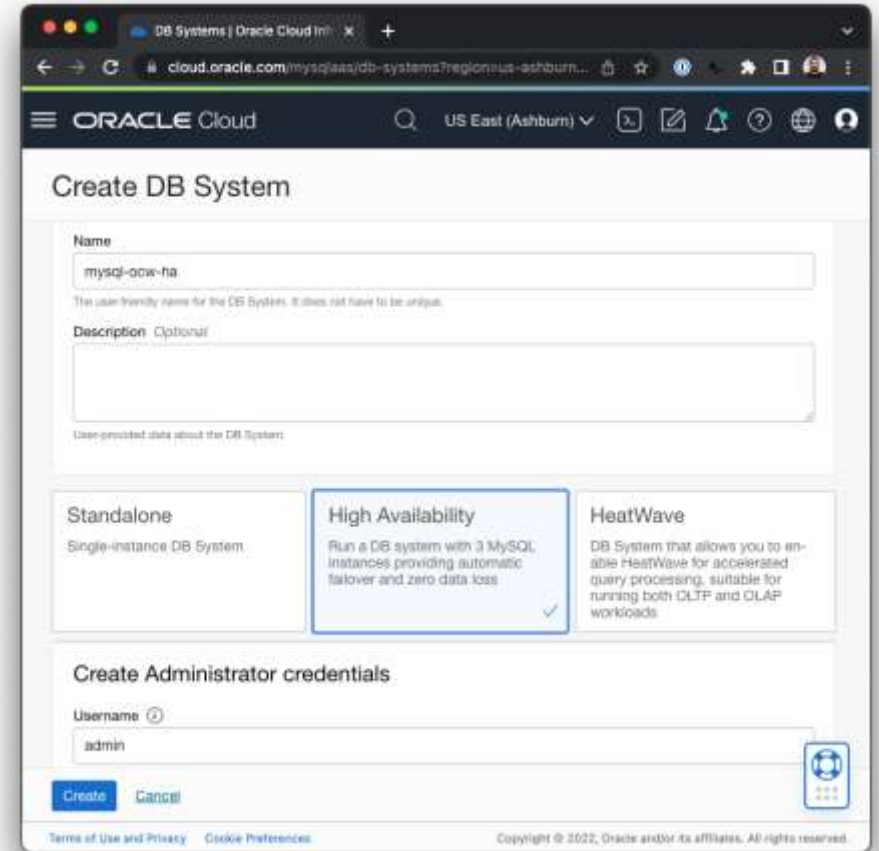 DB Systems | Oracle Cloud Inf
cloud.oracle.com/mysqlaas/db-systems?region=us-ashburn...
ORACLE Cloud
US East (Ashburn)
Create DB System
Name
mysql-ocw-ha
The user-friendly name for the DB System. It does not have to be unique.
Description Optional
User-provided data about the DB System.
Standalone
Single-instance DB System
High Availability
Run a DB system with 3 MySQL
instances providing automatic
failover and zero data loss
HeatWave
DB System that allows you to en-
able HeatWave for accelerated
query processing, suitable for
running both OLTP and OLAP
workloads
Create Administrator credentials
Username
admin
Create
Cancel
Terms of Use and Privacy
Cookie Preferences
Copyright © 2022, Oracle and/or its affiliates. All rights reserved.